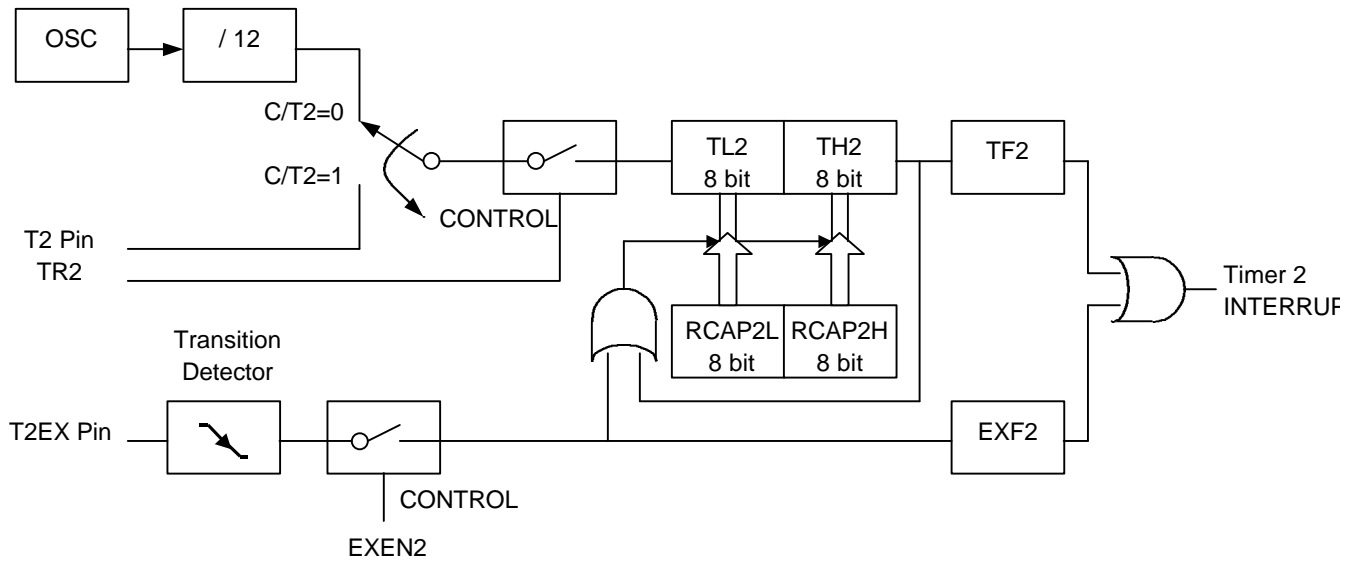 OSC
/ 12
C/T2=0
C/T2=1
CONTROL
T2 Pin
TR2
TL2
8 bit
TH2
8 bit
TF2
RCAP2L
8 bit
RCAP2H
8 bit
Timer 2
INTERRUP
Transition
Detector
T2EX Pin
CONTROL
EXEN2
EXF2